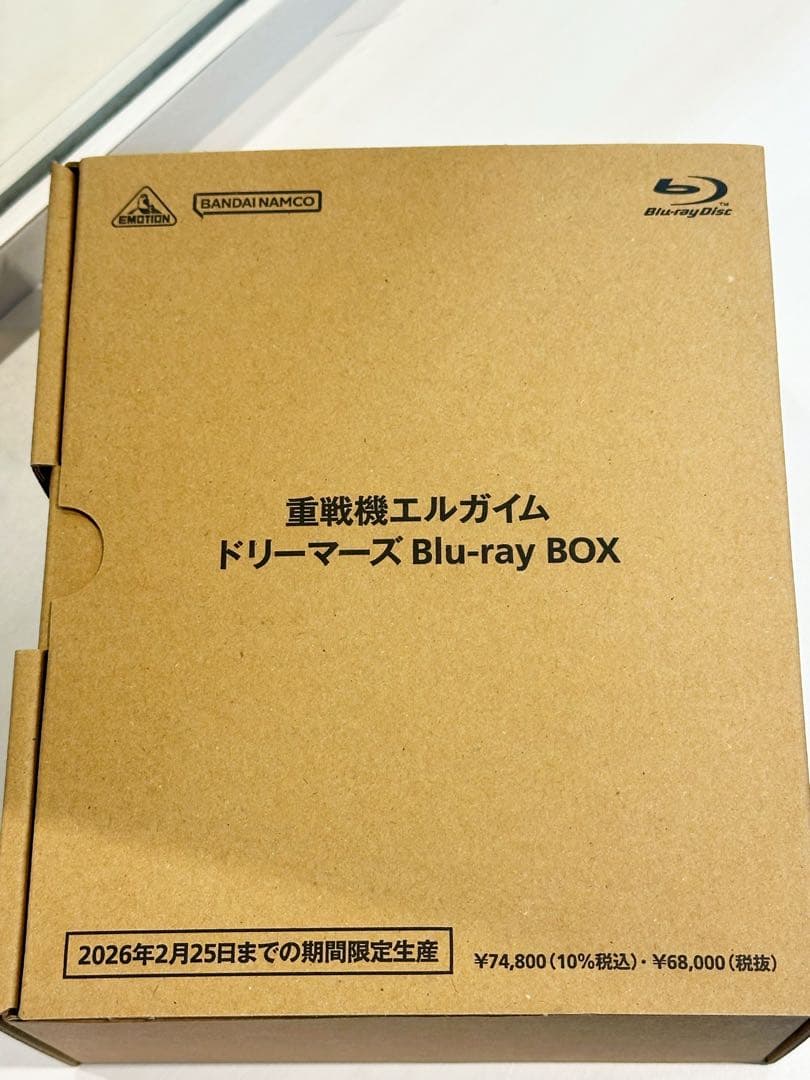 EMOTION
BANDAI NAMCO
Blu-ray Disc™
重戦機エルガイム
ドリーマーズ Blu-ray BOX
2026年2月25日までの期間限定生産
¥74,800(10%税込)・¥68,000(税抜)